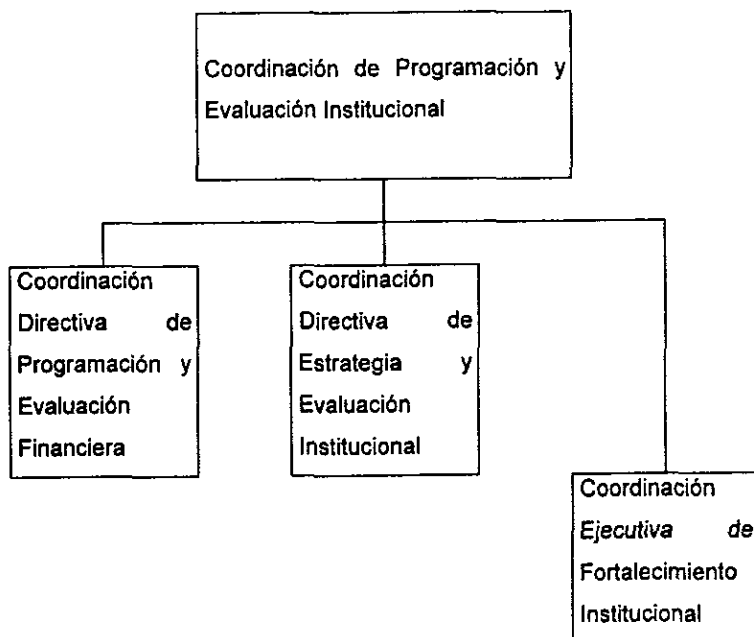 Coordinación de Programación y
Evaluación Institucional
Coordinación
Directiva de
Programación y
Evaluación
Financiera
Coordinación
Directiva de
Estrategia y
Evaluación
Institucional
Coordinación
Ejecutiva de
Fortalecimiento
Institucional